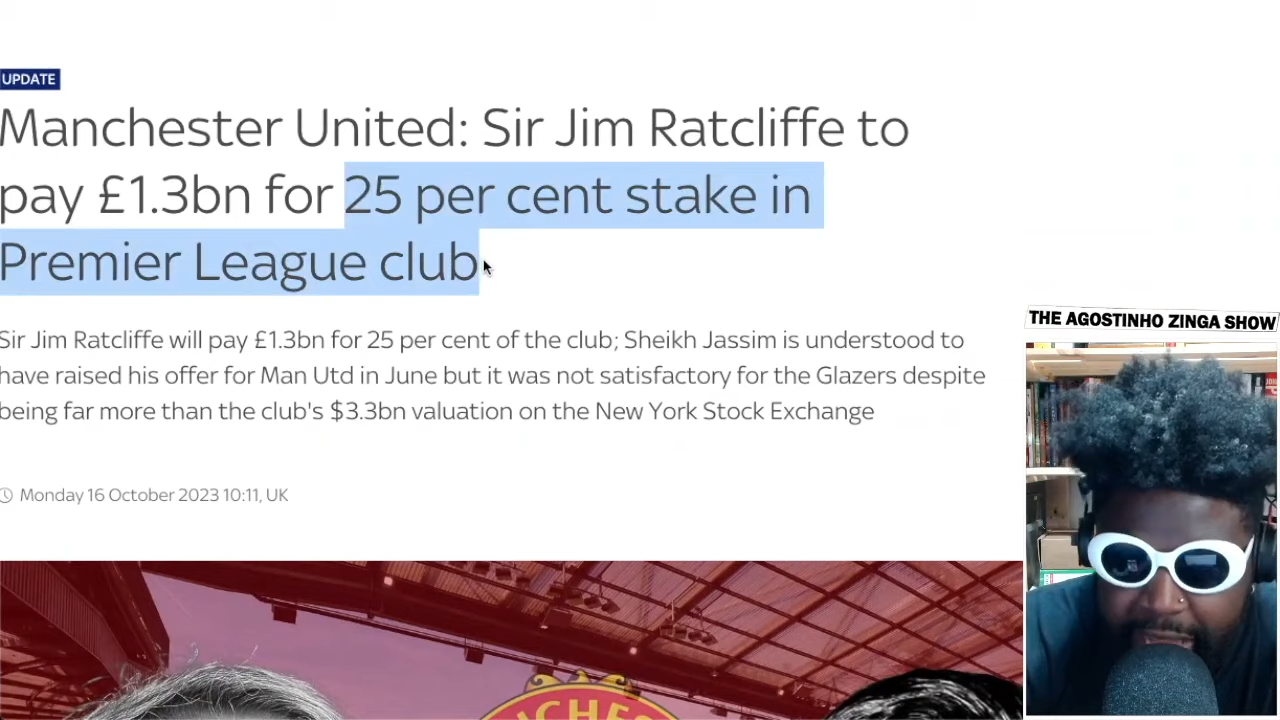 UPDATE
Manchester United: Sir Jim Ratcliffe to
pay £1.3bn for 25 per cent stake in
Premier League club
Sir Jim Ratcliffe will pay £1.3bn for 25 per cent of the club; Sheikh Jassim is understood to
have raised his offer for Man Utd in June but it was not satisfactory for the Glazers despite
being far more than the club's $3.3bn valuation on the New York Stock Exchange
Monday 16 October 2023 10:11, UK
THE AGOSTINHO ZINGA SHOW